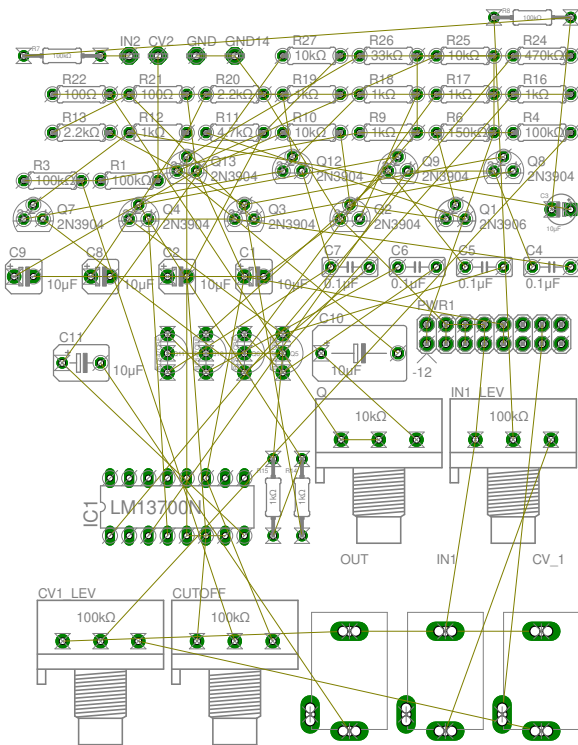 R8
100kΩ
R7
100kΩ
IN2 CV2 GND GND14
R27
10kΩ
R26
33kΩ
R25
10kΩ
R24
470kΩ
R22
100Ω
R21
100Ω
R20
2.2kΩ
R19
1kΩ
R18
1kΩ
R17
1kΩ
R16
1kΩ
R13
2.2kΩ
R12
1kΩ
R11
4.7kΩ
R10
10kΩ
R9
1kΩ
R6
150kΩ
R4
100kΩ
R3
100kΩ
R1
100kΩ
Q13
2N3904
Q12
2N3904
Q9
2N3904
Q8
2N3904
Q7
2N3904
Q4
2N3904
Q3
2N3904
Q2
2N3904
Q1
2N3906
C3
10µF
C9
10µF
C8
10µF
C2
10µF
C1
10µF
C7
0.1µF
C6
0.1µF
C5
0.1µF
C4
0.1µF
PWR1
-12
C11
10µF
C10
10µF
Q
10kΩ
IN1_LEV
100kΩ
IC1
LM13700N
R15
1kΩ
1kΩ
OUT IN1 CV_1
CV1_LEV
100kΩ
CUTOFF
100kΩ